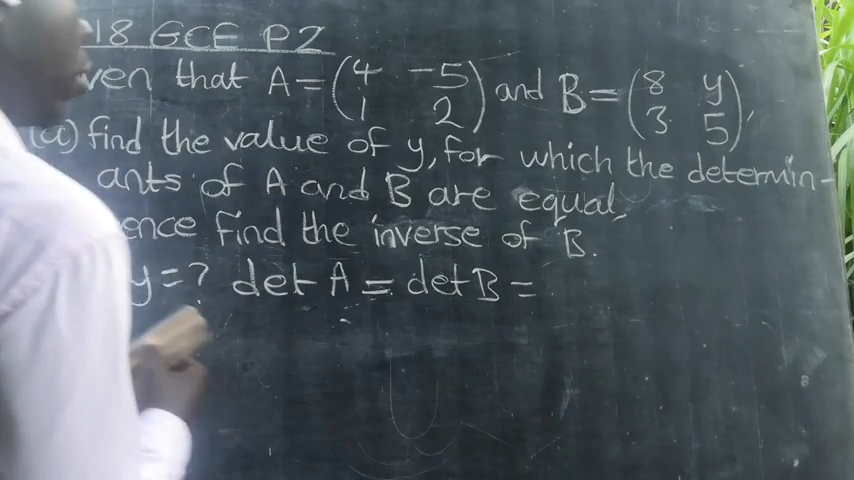 18 GCE P2
ven that A = (4 -5 1 2) and B = (8 y 3 5),
(a) find the value of y, for which the determin-
ants of A and B are equal,
ence find the inverse of B.
y = ? det A = det B =